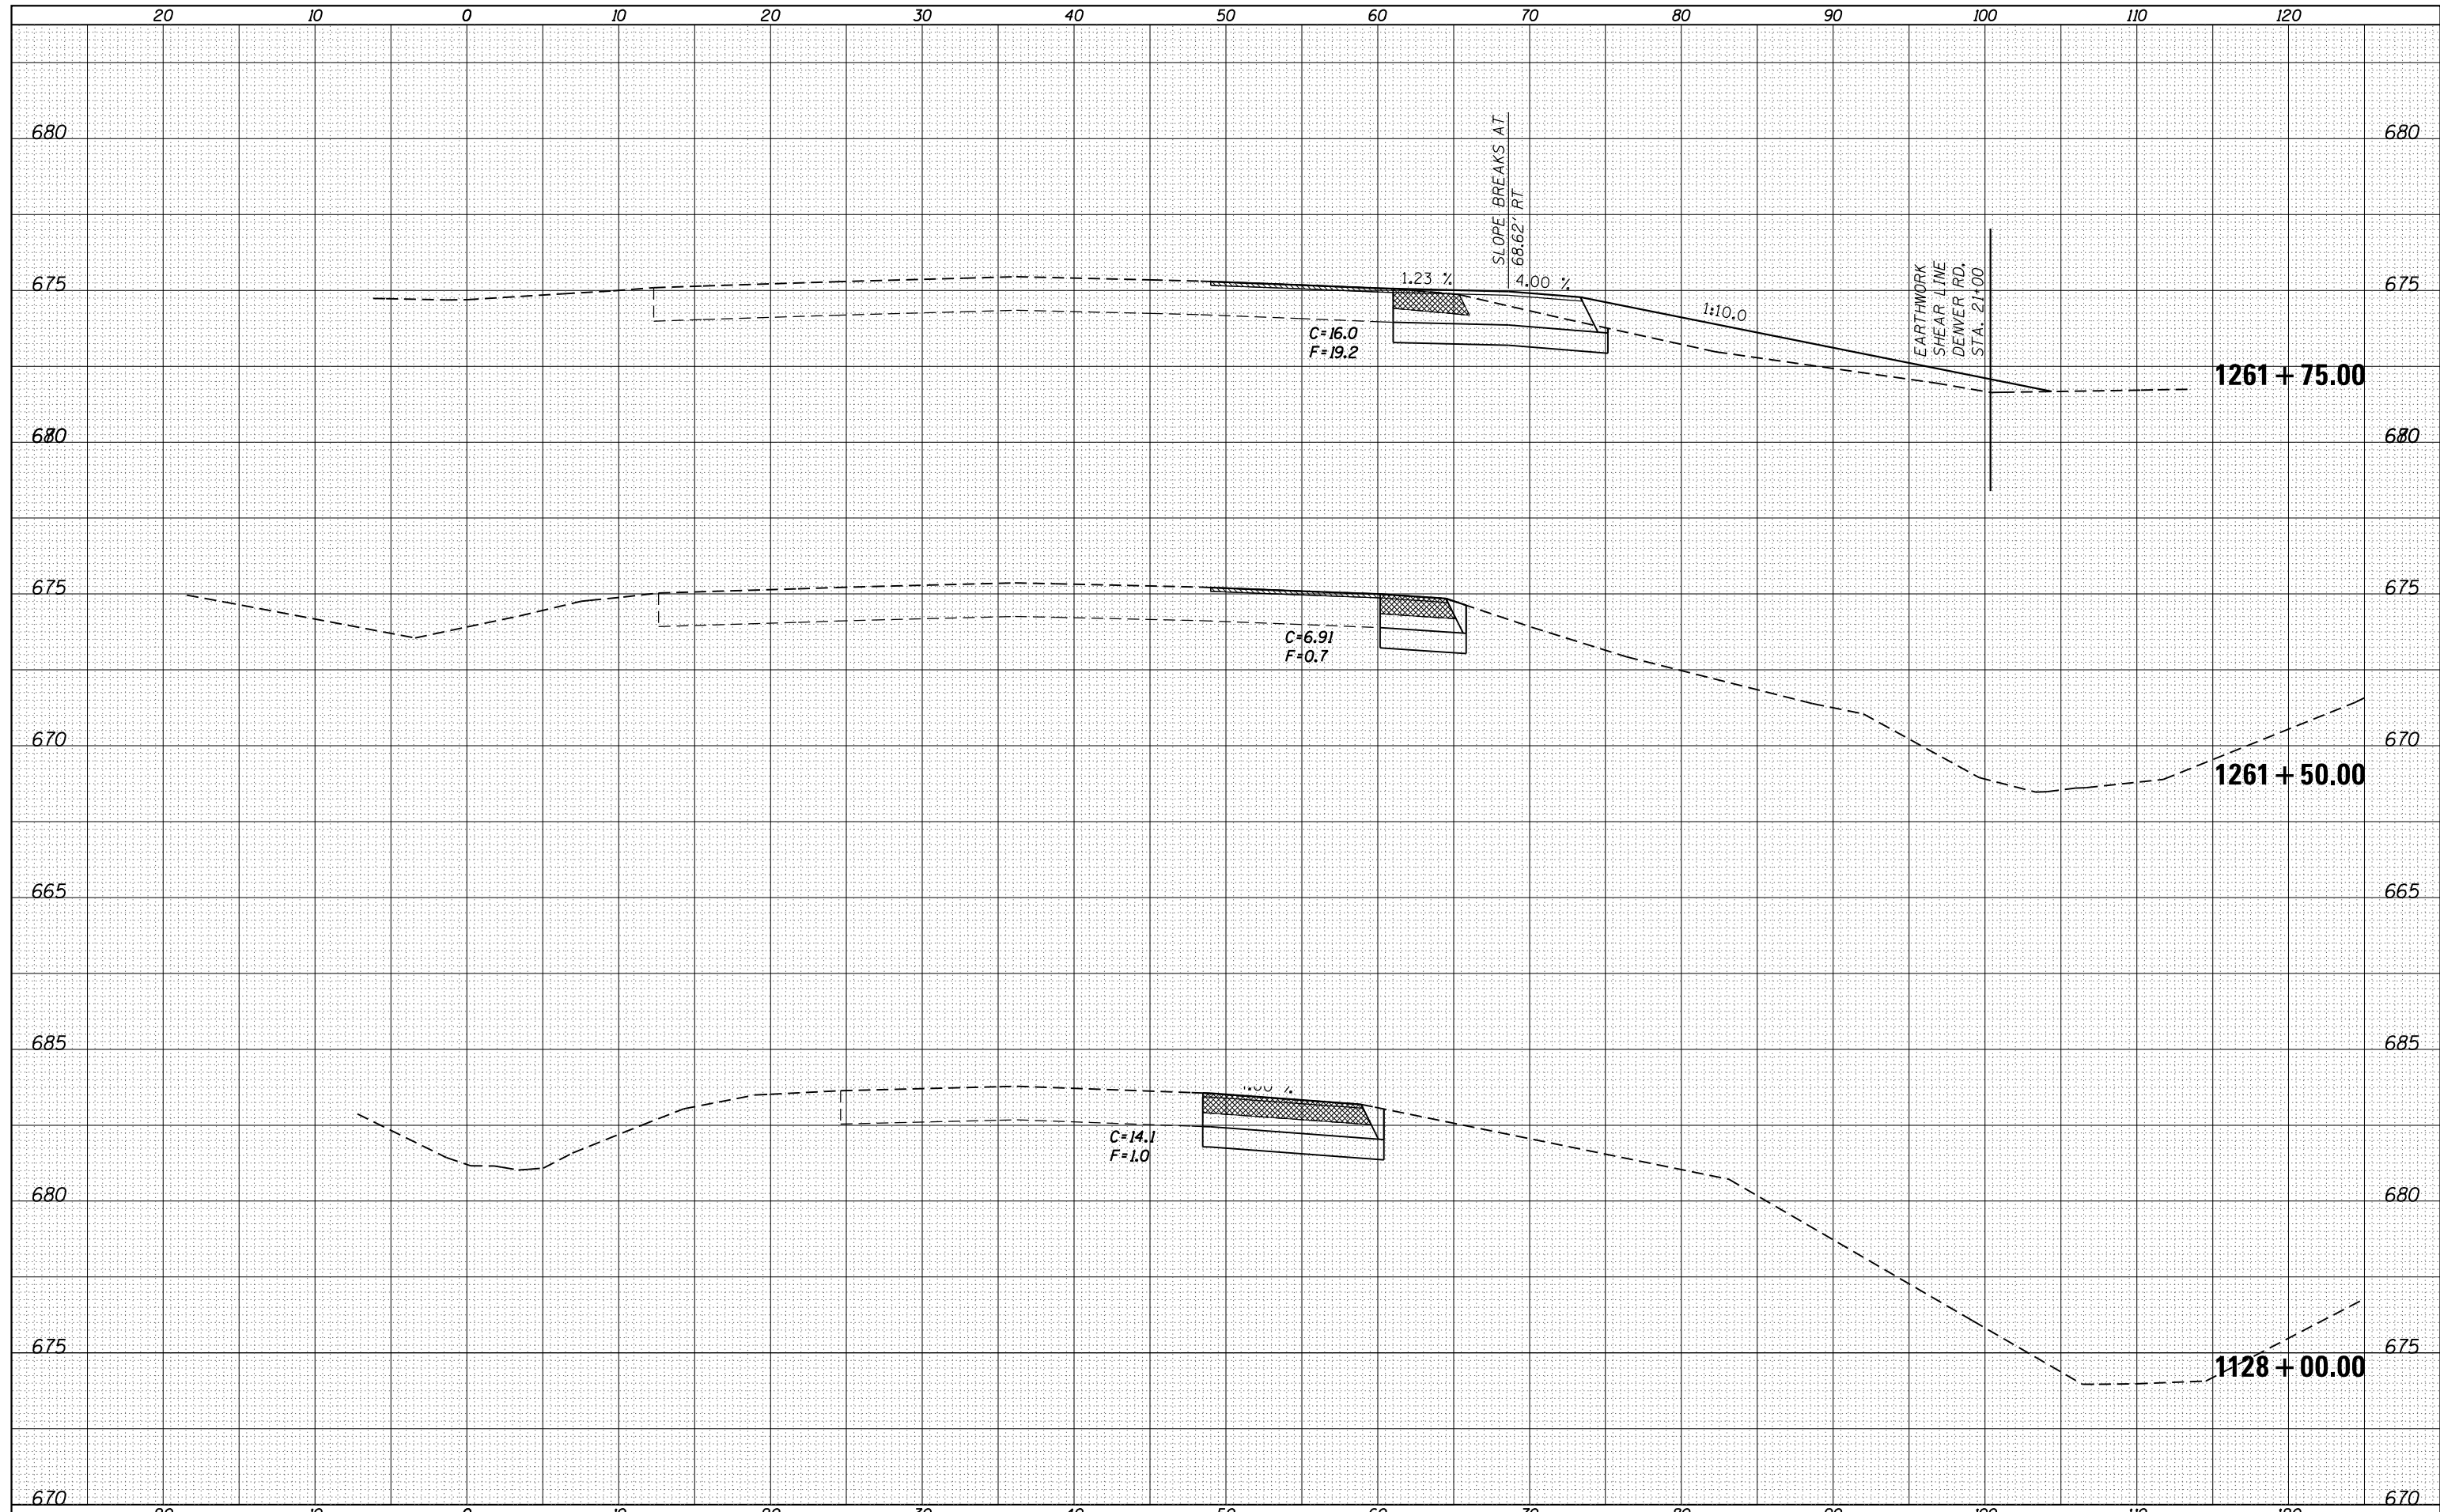 20 10 0 10 20 30 40 50 60 70 80 90 100 110 120
680 680
SLOPE BREAKS AT
68.62' RT
675 1.23 % 4.00 % 675
1:10.0
EARTHWORK
SHEAR LINE
DENVER RD.
STA. 21+00
C=16.0
F=19.2
1261+75.00
680 680
675 675
C=6.91
F=0.7
670 670
1261+50.00
665 665
685 685
C=14.1
F=1.0
680 680
675 675
1128+00.00
670 670